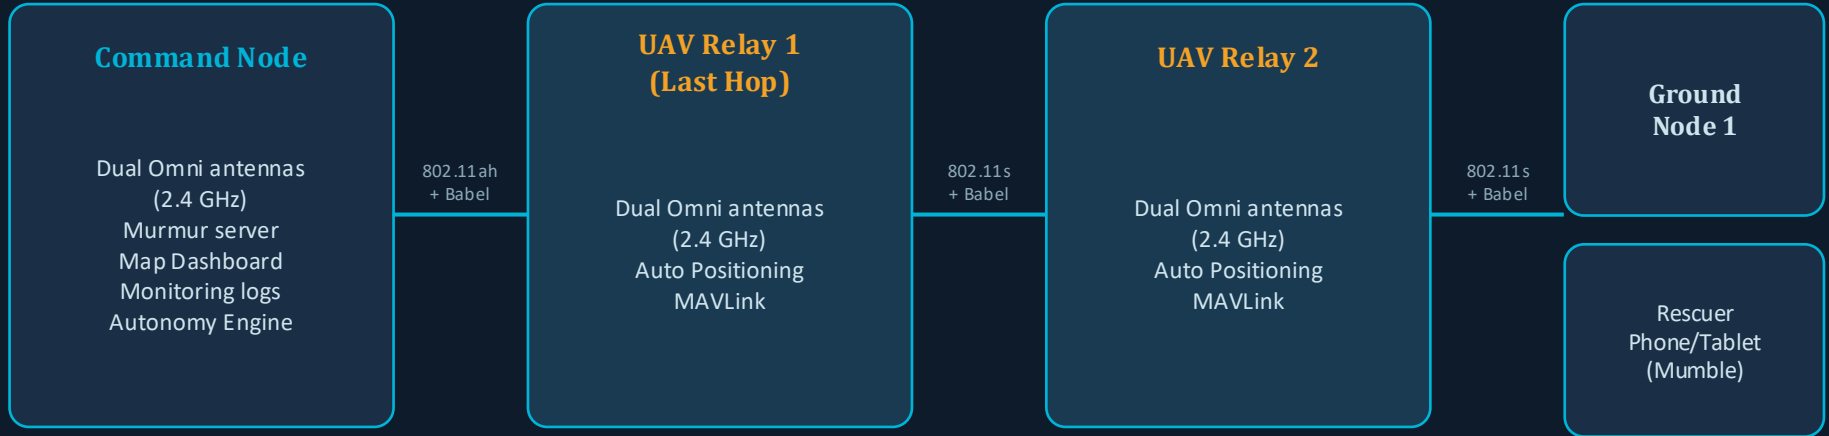 Command Node
Dual Omni antennas
(2.4 GHz)
Murmur server
Map Dashboard
Monitoring logs
Autonomy Engine
802.11ah
+ Babel
UAV Relay 1
(Last Hop)
Dual Omni antennas
(2.4 GHz)
Auto Positioning
MAVLink
802.11s
+ Babel
UAV Relay 2
Dual Omni antennas
(2.4 GHz)
Auto Positioning
MAVLink
802.11s
+ Babel
Ground
Node 1
Rescuer
Phone/Tablet
(Mumble)